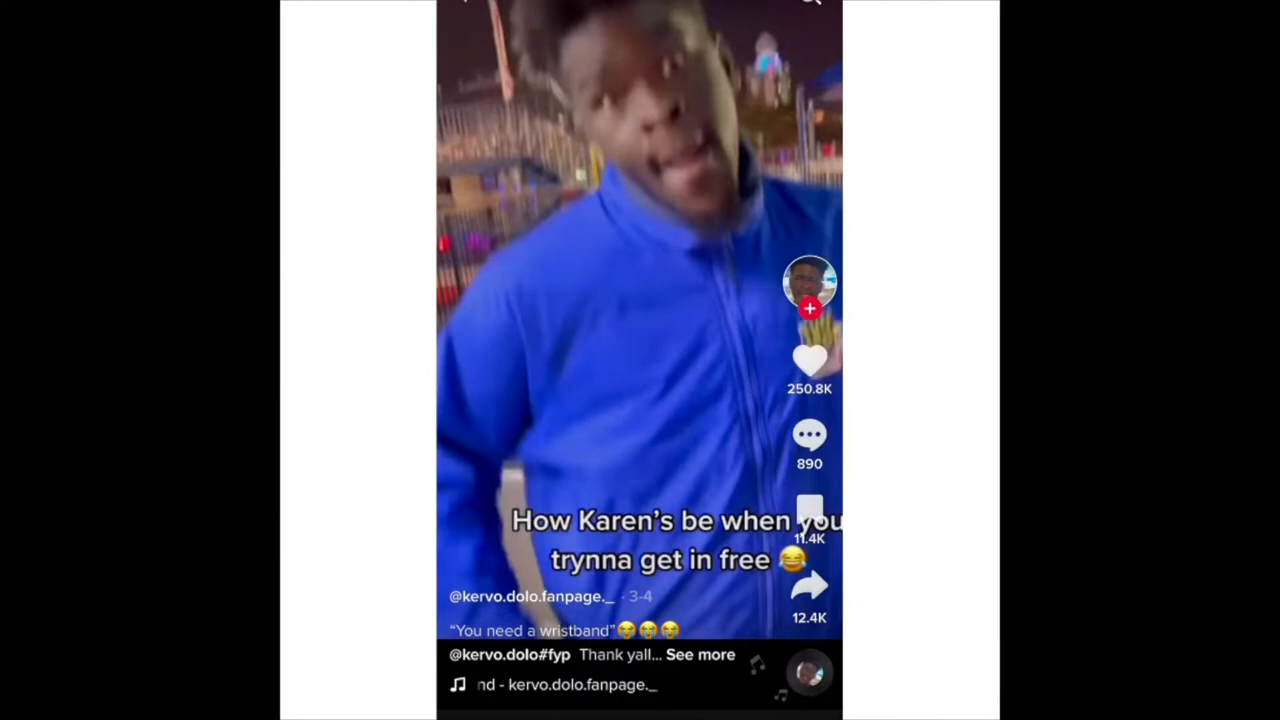 250.8K
890
11.4K
How Karen's be when you
trynna get in free 😂
12.4K
@kervo.dolo.fanpage._ · 3-4
“You need a wristband”😭😭😭
@kervo.dolo#fyp Thank yall... See more
nd - kervo.dolo.fanpage._